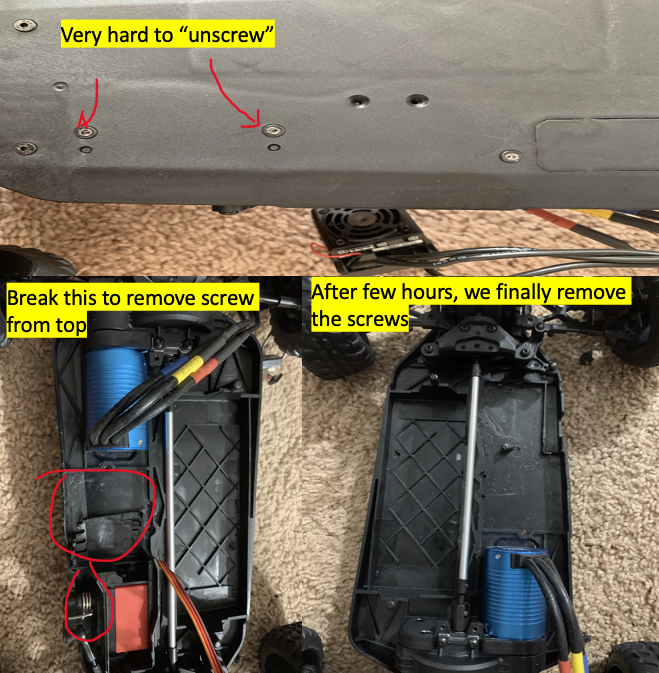 Very hard to “unscrew”
Break this to remove screw
from top
After few hours, we finally remove
the screws